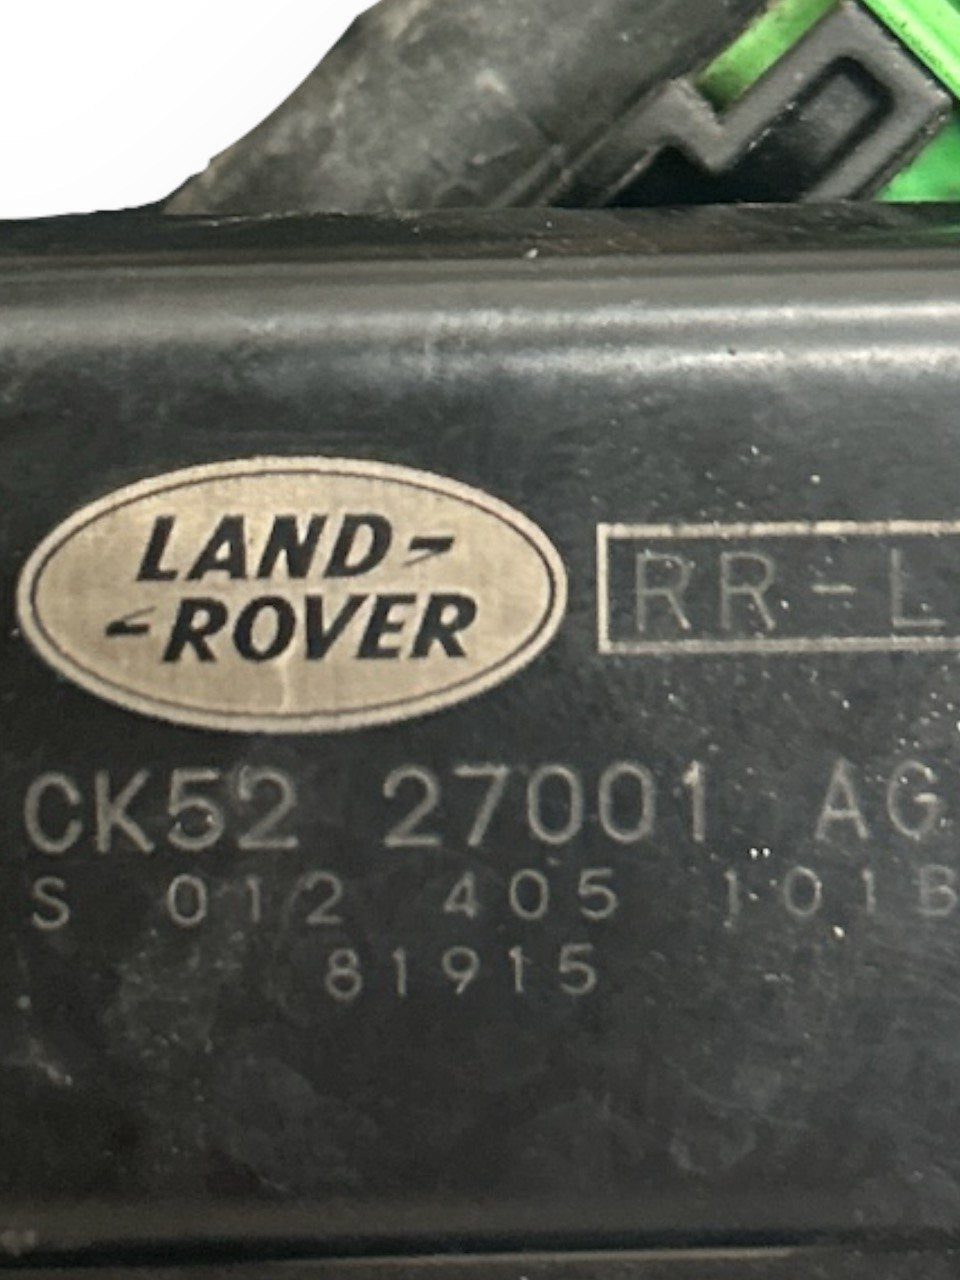 LAND-
-ROVER
RR-L
CK52 27001 AG
S 012 405 101B
81915